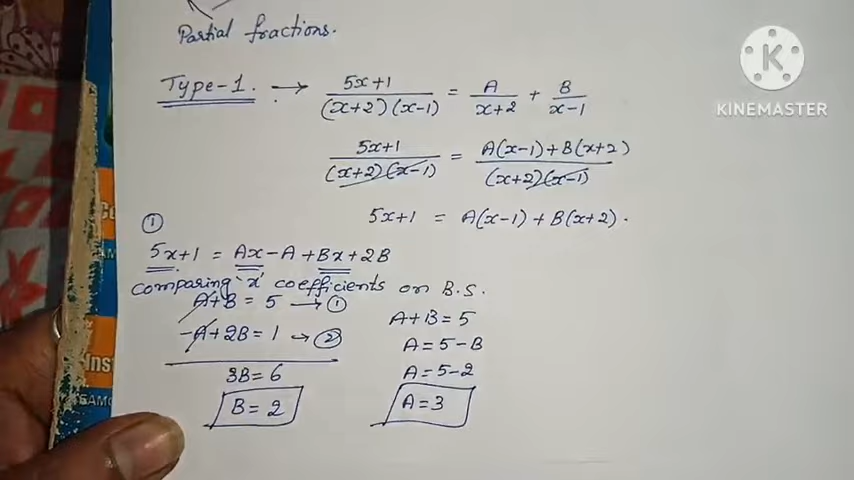 Partial fractions.
Type-1. → 5x+1/(x+2)(x-1) = A/x+2 + B/x-1
5x+1/(x+2)(x-1) = A(x-1)+B(x+2)/(x+2)(x-1)
5x+1 = A(x-1)+B(x+2).
①
5x+1 = Ax-A+Bx+2B
comparing 'x' coefficients on B.S.
A+B = 5 → ①
-A+2B = 1 → ②
3B = 6
B = 2
A+B = 5
A = 5-B
A = 5-2
A = 3
K
KINEMASTER